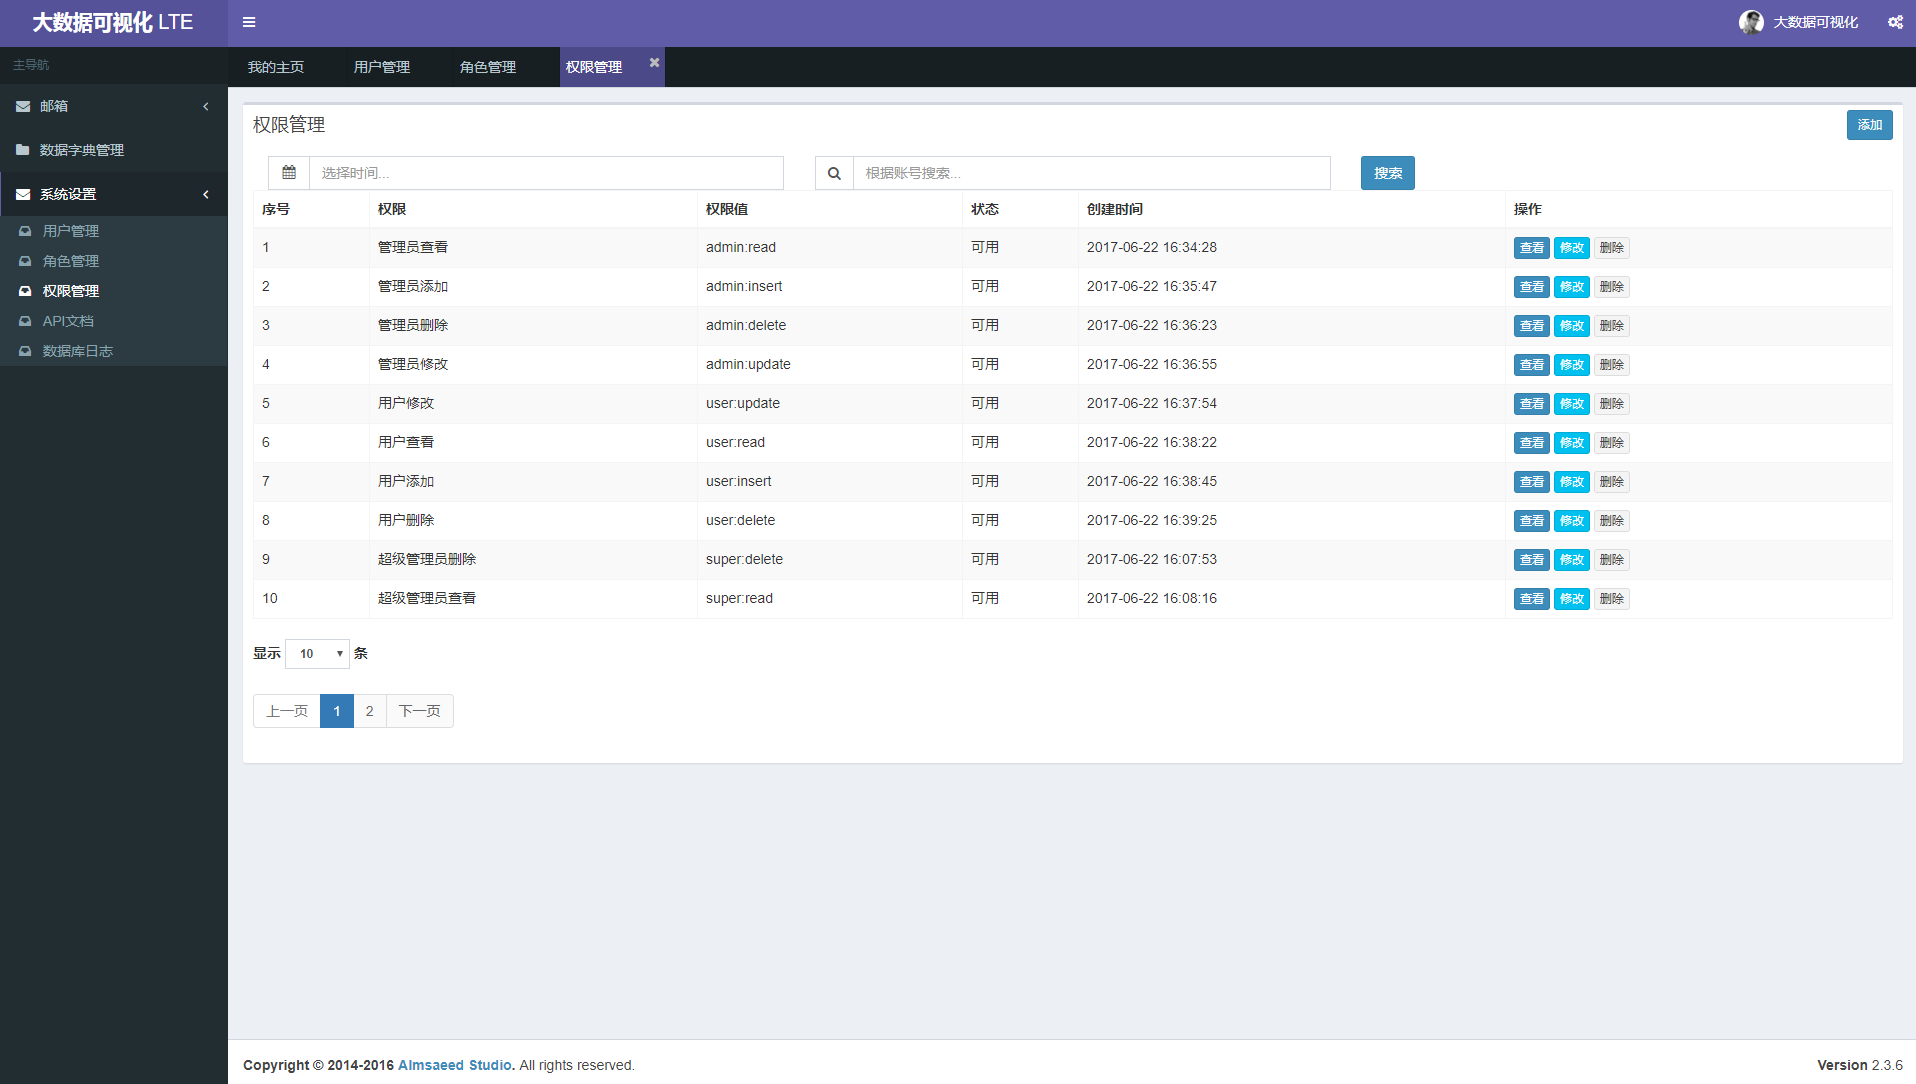 大数据可视化 LTE
大数据可视化
主导航
邮箱
数据字典管理
系统设置
用户管理
角色管理
权限管理
API文档
数据库日志
我的主页 用户管理 角色管理 权限管理
权限管理
添加
选择时间... 根据账号搜索... 搜索
序号 权限 权限值 状态 创建时间 操作
1 管理员查看 admin:read 可用 2017-06-22 16:34:28 查看 修改 删除
2 管理员添加 admin:insert 可用 2017-06-22 16:35:47 查看 修改 删除
3 管理员删除 admin:delete 可用 2017-06-22 16:36:23 查看 修改 删除
4 管理员修改 admin:update 可用 2017-06-22 16:36:55 查看 修改 删除
5 用户修改 user:update 可用 2017-06-22 16:37:54 查看 修改 删除
6 用户查看 user:read 可用 2017-06-22 16:38:22 查看 修改 删除
7 用户添加 user:insert 可用 2017-06-22 16:38:45 查看 修改 删除
8 用户删除 user:delete 可用 2017-06-22 16:39:25 查看 修改 删除
9 超级管理员删除 super:delete 可用 2017-06-22 16:07:53 查看 修改 删除
10 超级管理员查看 super:read 可用 2017-06-22 16:08:16 查看 修改 删除
显示 10 条
上一页 1 2 下一页
Copyright © 2014-2016 Almsaeed Studio. All rights reserved.
Version 2.3.6